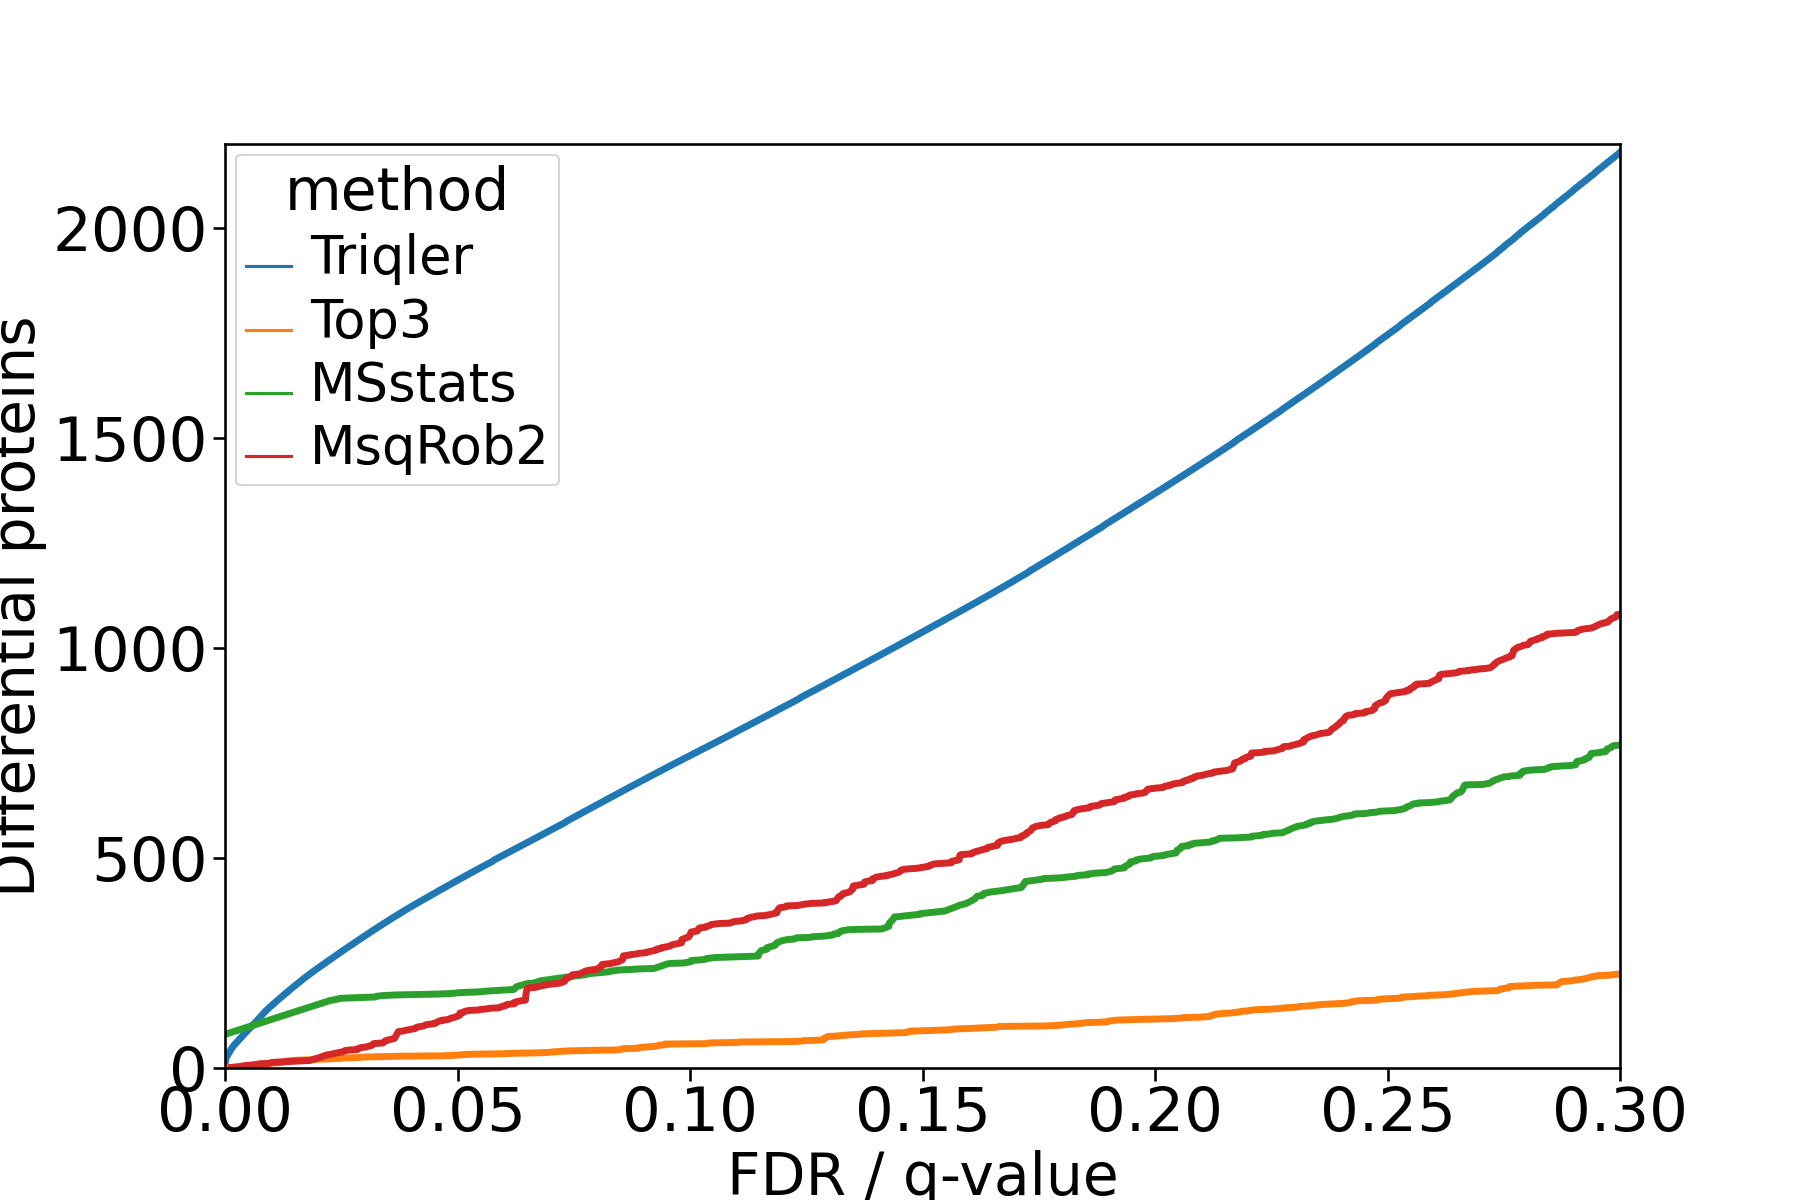 method
Triqler
Top3
MSstats
MsqRob2
Differential proteins
2000
1500
1000
500
0
0.00 0.05 0.10 0.15 0.20 0.25 0.30
FDR / q-value